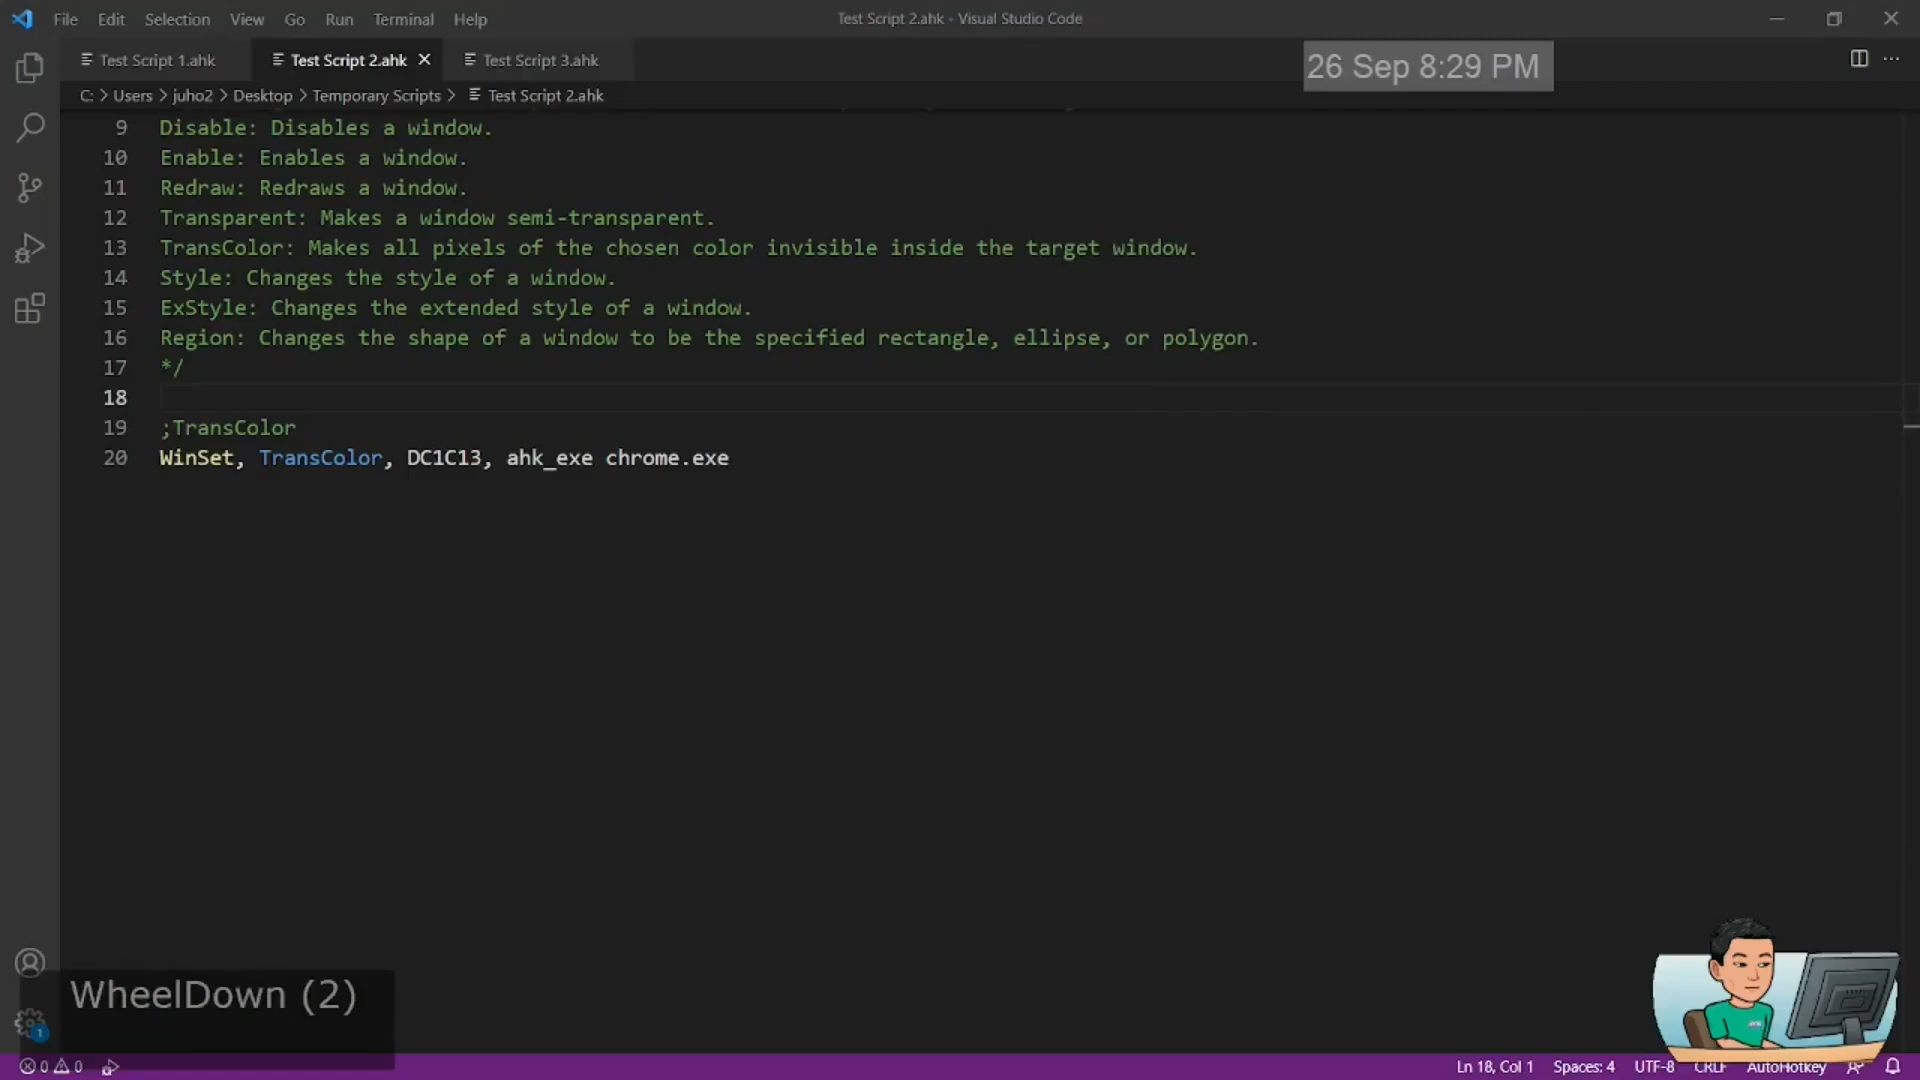 File Edit Selection View Go Run Terminal Help
Test Script 2.ahk - Visual Studio Code
Test Script 1.ahk Test Script 2.ahk Test Script 3.ahk
26 Sep 8:29 PM
C: > Users > juho2 > Desktop > Temporary Scripts > Test Script 2.ahk
9 Disable: Disables a window.
10 Enable: Enables a window.
11 Redraw: Redraws a window.
12 Transparent: Makes a window semi-transparent.
13 TransColor: Makes all pixels of the chosen color invisible inside the target window.
14 Style: Changes the style of a window.
15 ExStyle: Changes the extended style of a window.
16 Region: Changes the shape of a window to be the specified rectangle, ellipse, or polygon.
17 */
18
19 ;TransColor
20 WinSet, TransColor, DC1C13, ahk_exe chrome.exe
WheelDown (2)
1
0 0
Ln 18, Col 1 Spaces: 4 UTF-8 CRLF AutoHotkey